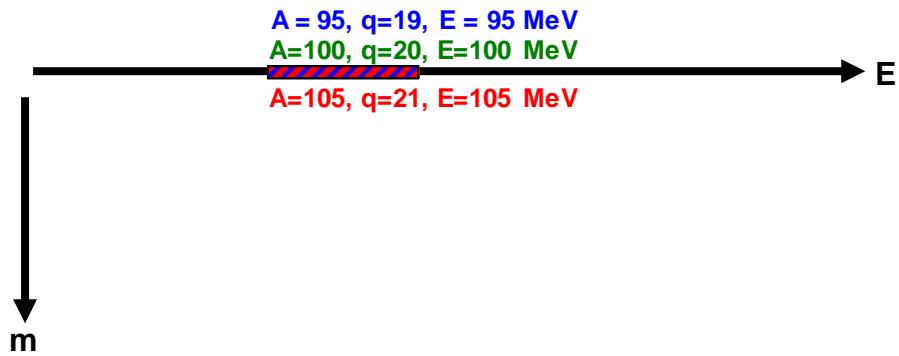 A = 95, q=19, E = 95 MeV
A=100, q=20, E=100 MeV
E
A=105, q=21, E=105 MeV
m